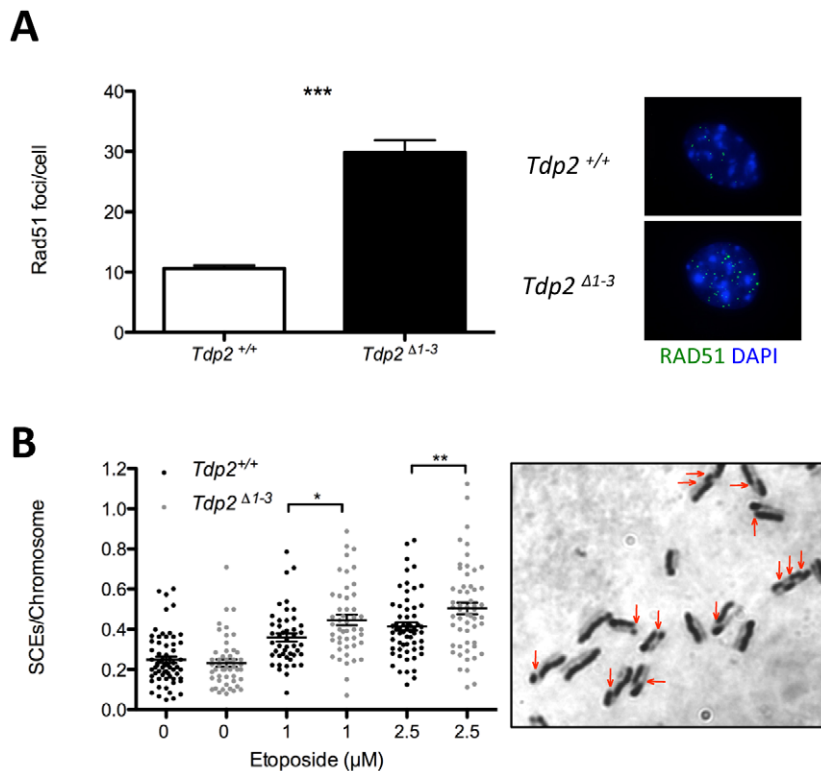 A
40
30
20
10
0
Rad51 foci/cell
***
Tdp2 +/+
Tdp2 Δ1-3
Tdp2 +/+
Tdp2 Δ1-3
RAD51 DAPI
B
1.2
1.0
0.8
0.6
0.4
0.2
0.0
SCEs/Chromosome
Tdp2+/+
Tdp2 Δ1-3
*
**
0 0 1 1 2.5 2.5
Etoposide (µM)